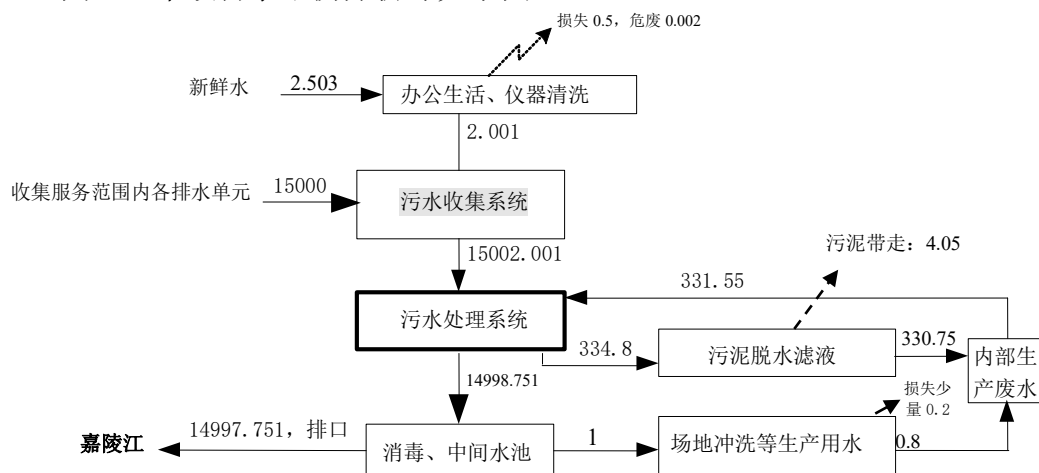 损失 0.5，危废 0.002
新鲜水
2.503
办公生活、仪器清洗
2.001
收集服务范围内各排水单元
15000
污水收集系统
15002.001
污泥带走：4.05
331.55
污水处理系统
334.8
污泥脱水滤液
330.75
内部生
产废水
14998.751
损失少
量 0.2
嘉陵江
14997.751，排口
消毒、中间水池
1
场地冲洗等生产用水
0.8